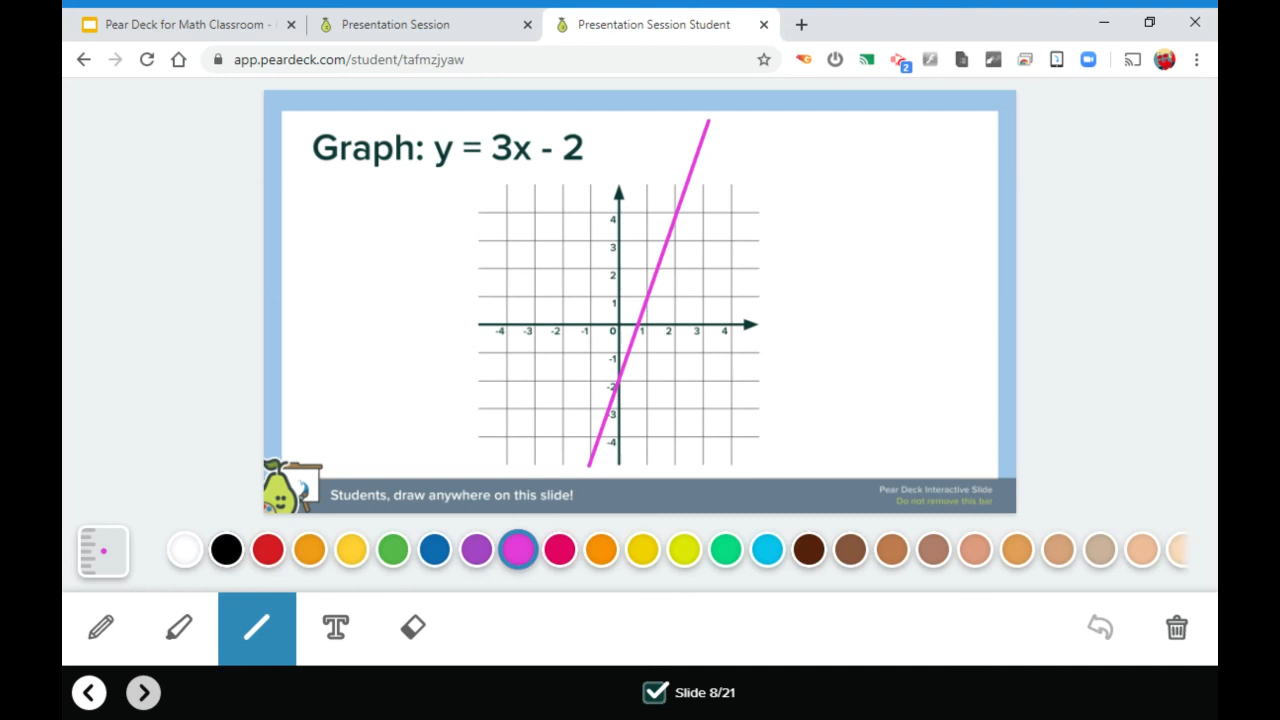 Pear Deck for Math Classroom -
Presentation Session
Presentation Session Student
app.peardeck.com/student/tafmzjyaw
2
Graph: y = 3x - 2
4
3
2
1
-4 -3 -2 -1 0 1 2 3 4
-1
-2
-3
-4
Students, draw anywhere on this slide!
Pear Deck Interactive Slide
Do not remove this bar
T
Slide 8/21